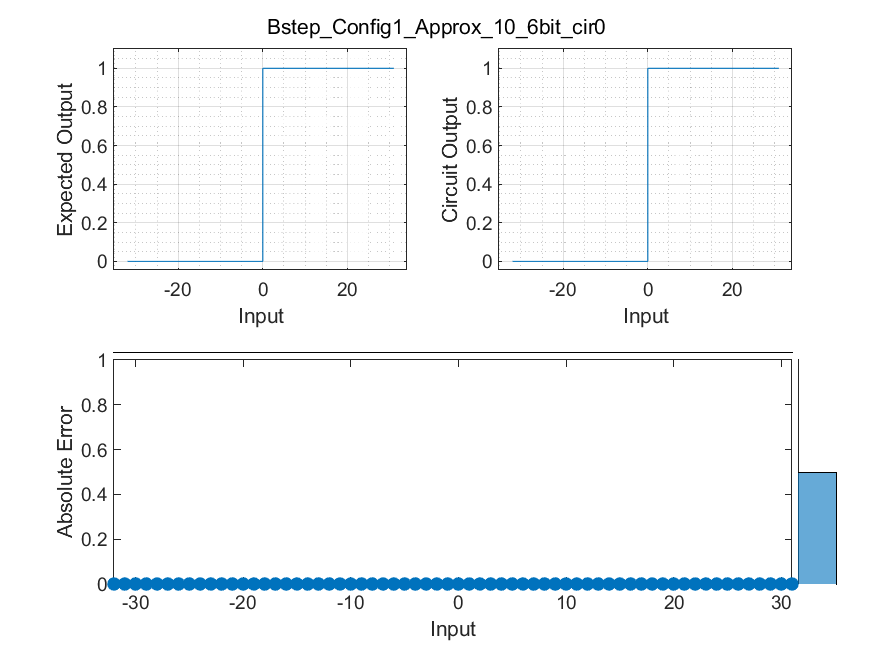 Bstep_Config1_Approx_10_6bit_cir0
Expected Output
1
0.8
0.6
0.4
0.2
0
-20 0 20
Input
Circuit Output
1
0.8
0.6
0.4
0.2
0
-20 0 20
Input
Absolute Error
1
0.8
0.6
0.4
0.2
0
-30 -20 -10 0 10 20 30
Input